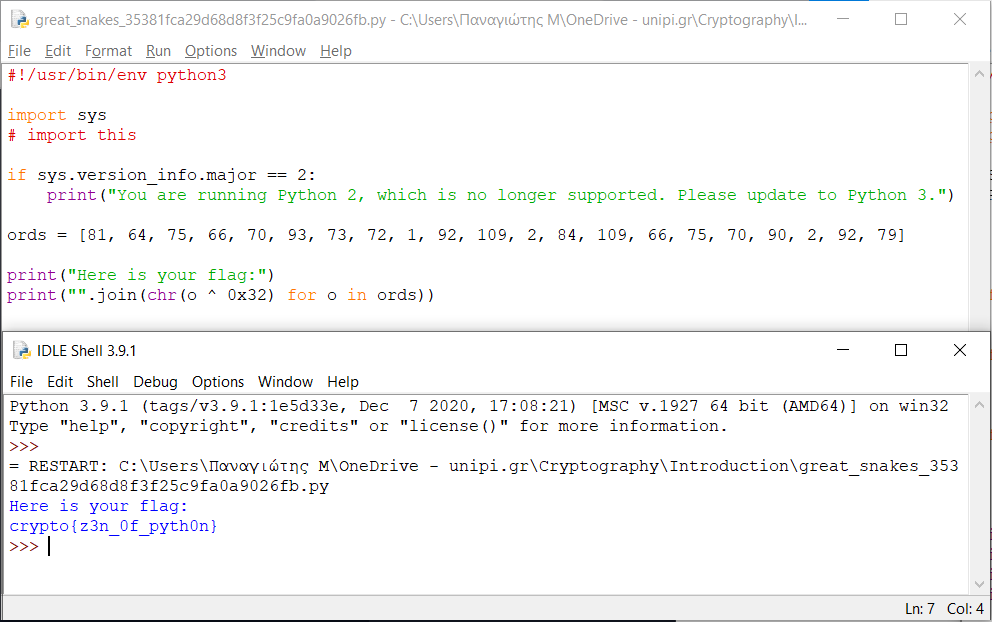 great_snakes_35381fca29d68d8f3f25c9fa0a9026fb.py - C:\Users\Παναγιώτης Μ\OneDrive - unipi.gr\Cryptography\I...
File Edit Format Run Options Window Help
#!/usr/bin/env python3
import sys
# import this
if sys.version_info.major == 2:
    print("You are running Python 2, which is no longer supported. Please update to Python 3.")
ords = [81, 64, 75, 66, 70, 93, 73, 72, 1, 92, 109, 2, 84, 109, 66, 75, 70, 90, 2, 92, 79]
print("Here is your flag:")
print("".join(chr(o ^ 0x32) for o in ords))
IDLE Shell 3.9.1
File Edit Shell Debug Options Window Help
Python 3.9.1 (tags/v3.9.1:1e5d33e, Dec  7 2020, 17:08:21) [MSC v.1927 64 bit (AMD64)] on win32
Type "help", "copyright", "credits" or "license()" for more information.
>>>
= RESTART: C:\Users\Παναγιώτης Μ\OneDrive - unipi.gr\Cryptography\Introduction\great_snakes_353
81fca29d68d8f3f25c9fa0a9026fb.py
Here is your flag:
crypto{z3n_0f_pyth0n}
>>>
Ln: 7 Col: 4